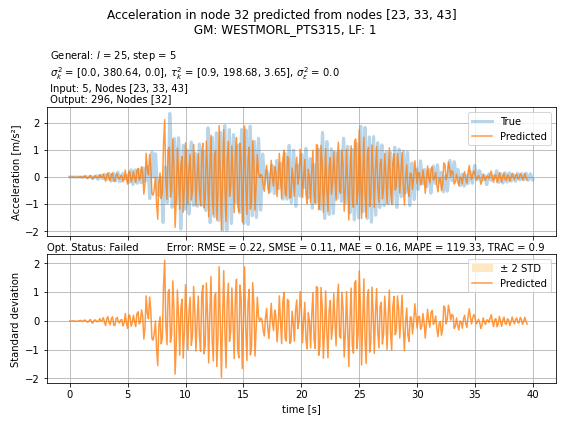 Acceleration in node 32 predicted from nodes [23, 33, 43]
GM: WESTMORL_PTS315, LF: 1
General: l = 25, step = 5
σ²ₖ = [0.0, 380.64, 0.0], τ²ₖ = [0.9, 198.68, 3.65], σ²ₑ = 0.0
Input: 5, Nodes [23, 33, 43]
Output: 296, Nodes [32]
Acceleration [m/s²]
2
1
0
−1
−2
True
Predicted
Opt. Status: Failed Error: RMSE = 0.22, SMSE = 0.11, MAE = 0.16, MAPE = 119.33, TRAC = 0.9
Standard deviation
2
1
0
−1
−2
± 2 STD
Predicted
0 5 10 15 20 25 30 35 40
time [s]